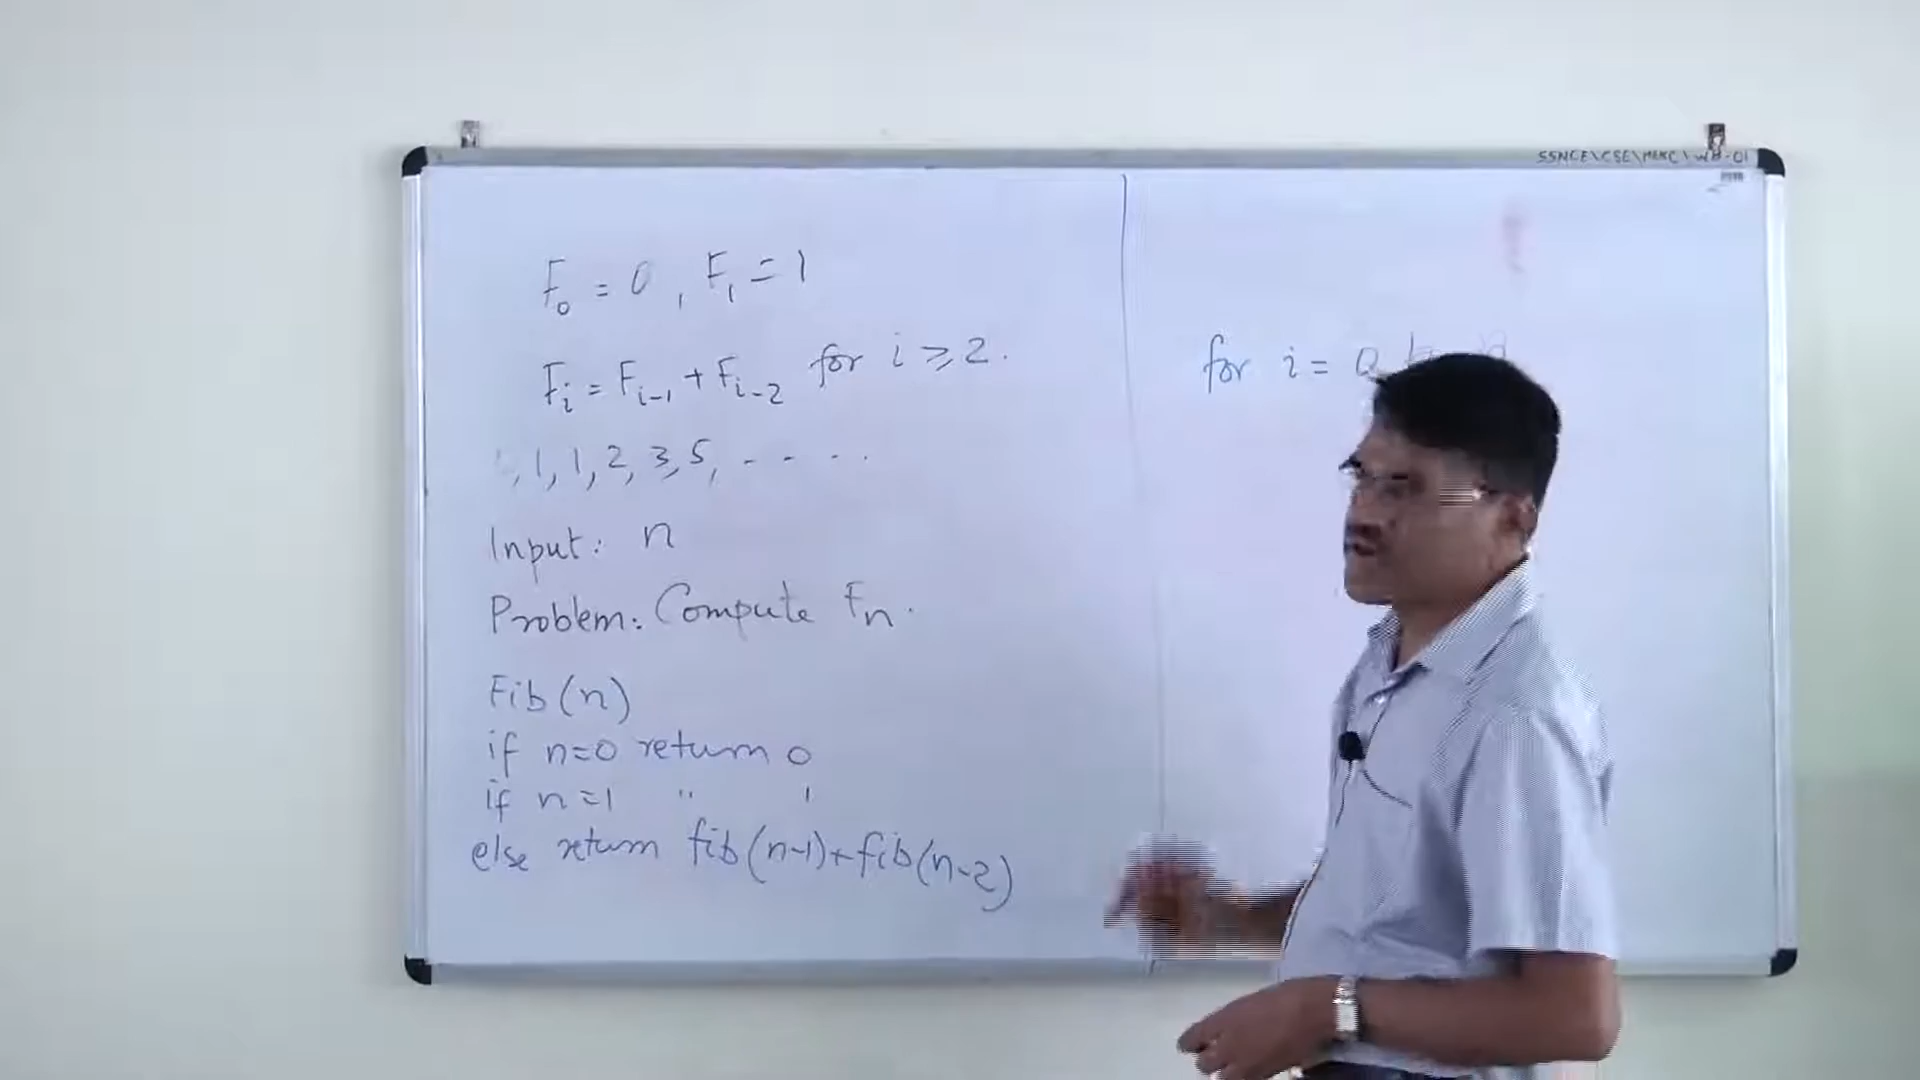 SSNCE\CSE\MERC\WB-01
F₀ = 0, F₁ = 1
Fᵢ = Fᵢ₋₁ + Fᵢ₋₂ for i ≥ 2.
, 1, 1, 2, 3, 5, - - - .
Input: n
Problem: Compute Fₙ.
Fib(n)
if n=0 return 0
if n=1 " 1
else return fib(n-1)+fib(n-2)
for i = 0